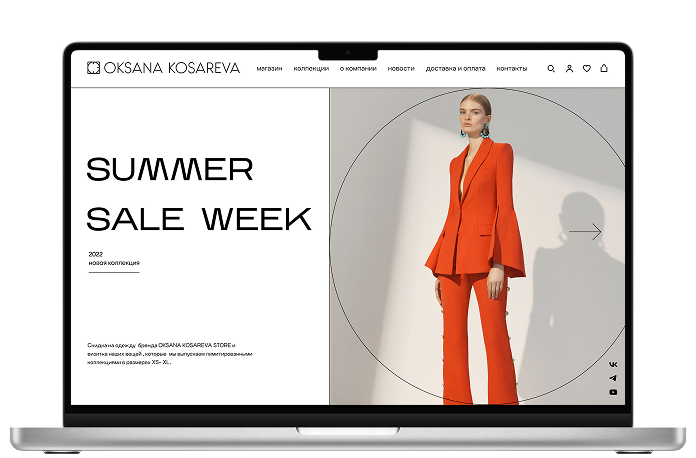 OKSANA KOSAREVA
магазин коллекции о компании новости доставка и оплата контакты
SUMMER
SALE WEEK
2022
новая коллекция
Скидка на одежду бренда OKSANA KOSAREVA STORE и
визитка наших вещей , которые мы выпускаем лимитированными
коллекциями в размерах XS- XL.